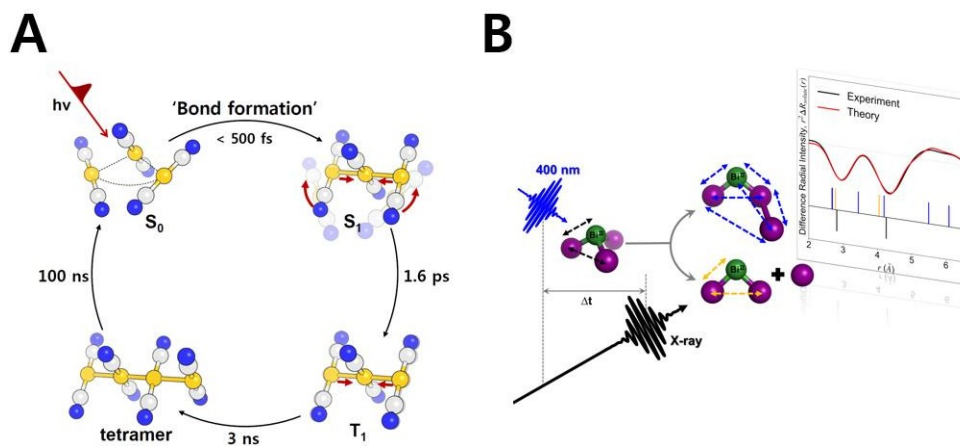 A
hν
'Bond formation'
< 500 fs
S0
S1
100 ns
1.6 ps
tetramer
3 ns
T1
B
400 nm
Δt
X-ray
+
Experiment
Theory
Difference Radial Intensity, r²ΔR
2 3 4 5 6
r (Å)